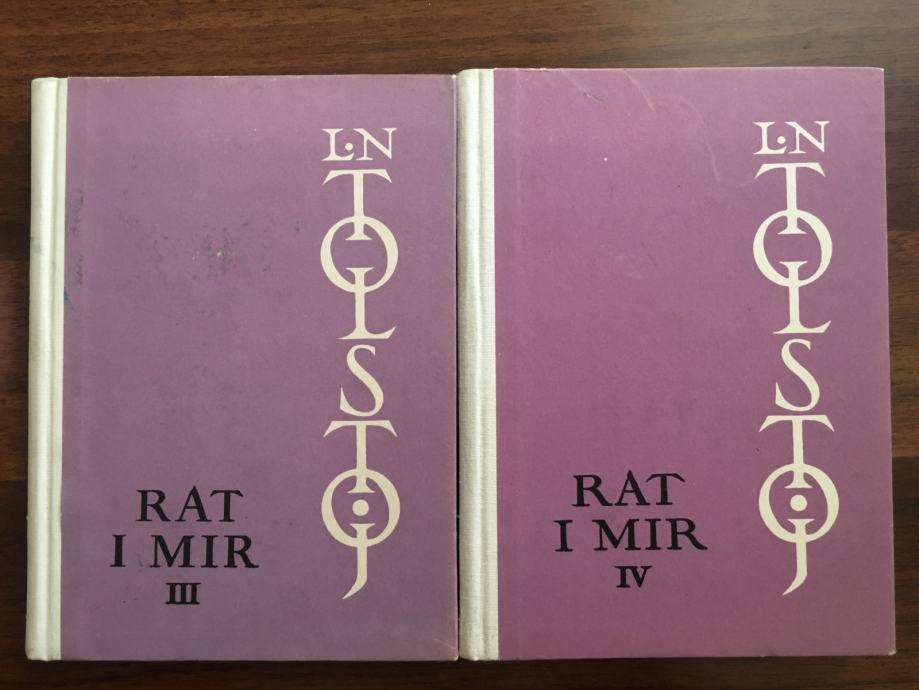 L·N
TOLSTOJ
RAT
I MIR
III
L·N
TOLSTOJ
RAT
I MIR
IV